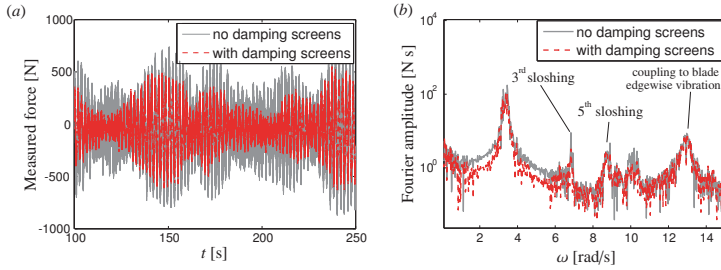 (a)
1000
500
0
-500
-1000
100
150
200
250
Measured force [N]
t [s]
no damping screens
with damping screens
(b)
10^4
10^2
10^0
2
4
6
8
10
12
14
Fourier amplitude [N s]
ω [rad/s]
no damping screens
with damping screens
3rd sloshing
5th sloshing
coupling to blade
edgewise vibration